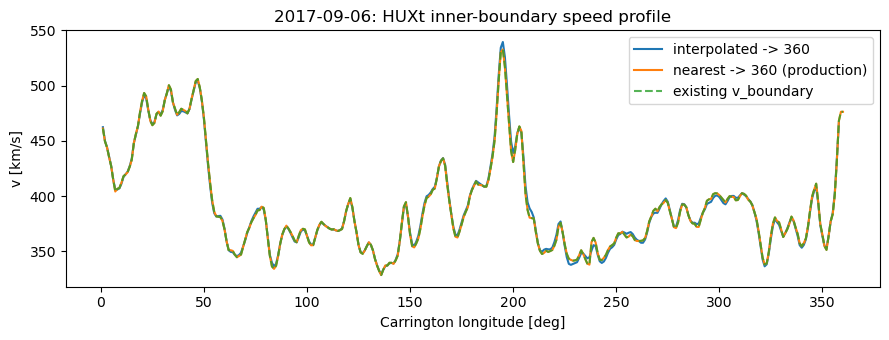 2017-09-06: HUXt inner-boundary speed profile
550
500
450
400
350
v [km/s]
interpolated -> 360
nearest -> 360 (production)
existing v_boundary
0 50 100 150 200 250 300 350
Carrington longitude [deg]